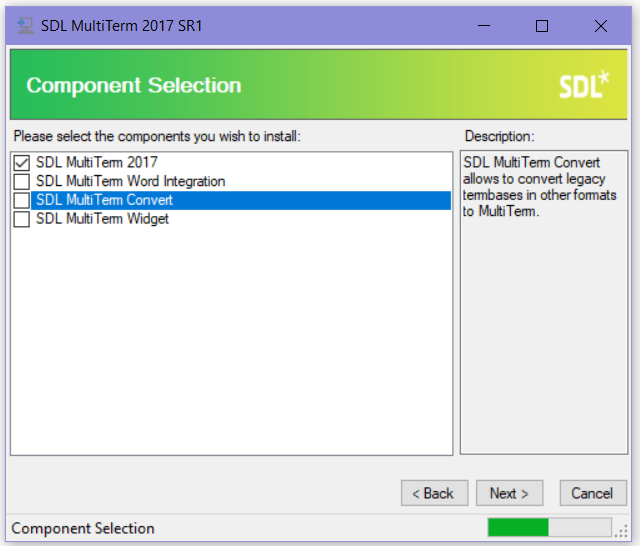 SDL MultiTerm 2017 SR1
Component Selection
SDL*
Please select the components you wish to install:
Description:
SDL MultiTerm 2017
SDL MultiTerm Word Integration
SDL MultiTerm Convert
SDL MultiTerm Widget
SDL MultiTerm Convert
allows to convert legacy
termbases in other formats
to MultiTerm.
< Back
Next >
Cancel
Component Selection